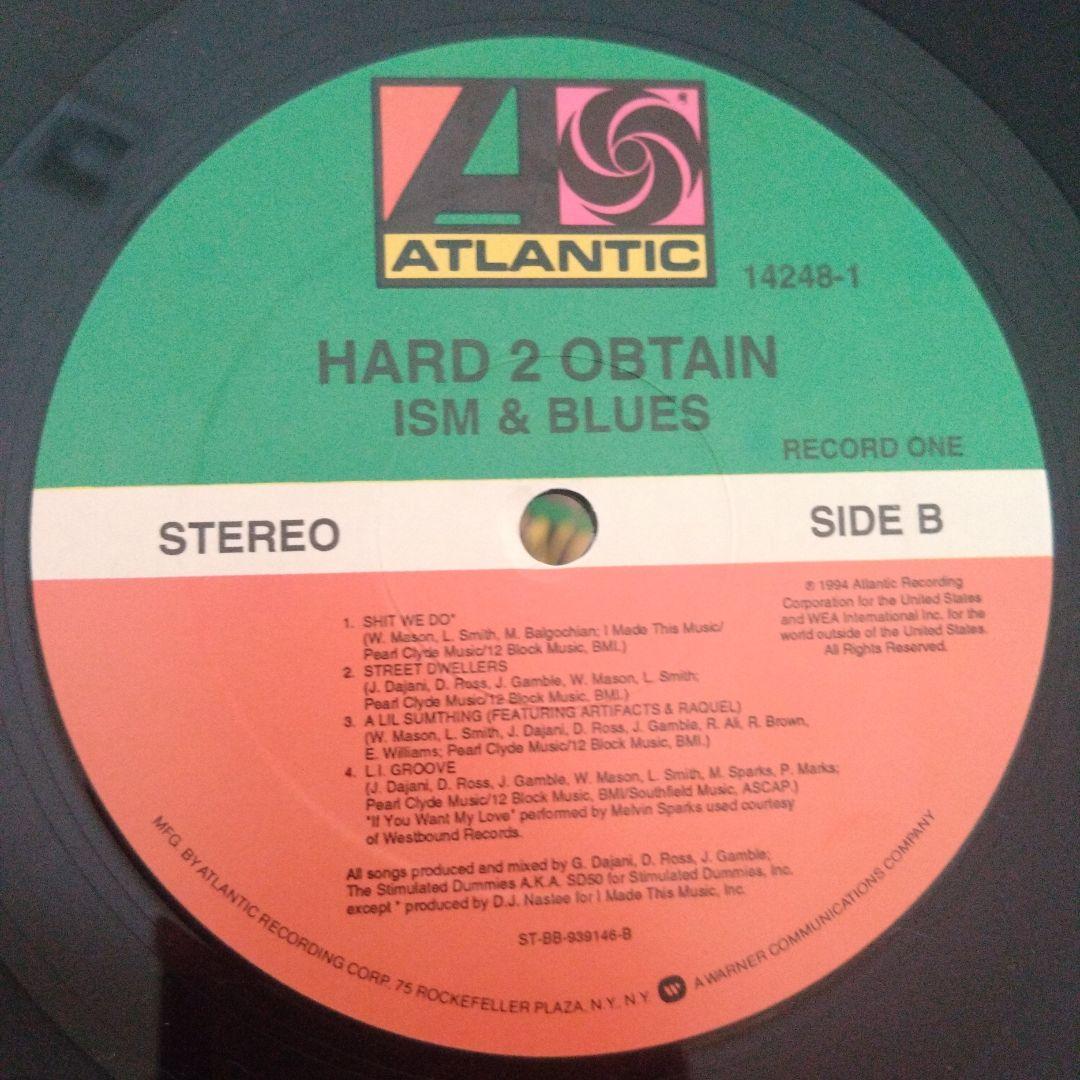 ATLANTIC
14248-1
HARD 2 OBTAIN
ISM & BLUES
RECORD ONE
STEREO
SIDE B
℗ 1994 Atlantic Recording
Corporation for the United States
and WEA International Inc. for the
world outside of the United States.
All Rights Reserved.
1. SHIT WE DO*
(W. Mason, L. Smith, M. Balgochian; I Made This Music/
Pearl Clyde Music/12 Block Music, BMI.)
2. STREET DWELLERS
(J. Dajani, D. Ross, J. Gamble, W. Mason, L. Smith;
Pearl Clyde Music/12 Block Music, BMI.)
3. A LIL SUMTHING (FEATURING ARTIFACTS & RAQUEL)
(W. Mason, L. Smith, J. Dajani, D. Ross, J. Gamble, R. Ali, R. Brown,
E. Williams; Pearl Clyde Music/12 Block Music, BMI.)
4. L.I. GROOVE
(J. Dajani, D. Ross, J. Gamble, W. Mason, L. Smith, M. Sparks, P. Marks;
Pearl Clyde Music/12 Block Music, BMI/Southfield Music, ASCAP.)
"If You Want My Love" performed by Melvin Sparks used courtesy
of Westbound Records.
All songs produced and mixed by G. Dajani, D. Ross, J. Gamble;
The Stimulated Dummies A.K.A. SD50 for Stimulated Dummies, Inc.
except * produced by D.J. Naslee for I Made This Music, Inc.
ST-BB-939146-B
MFG. BY ATLANTIC RECORDING CORP. 75 ROCKEFELLER PLAZA, N.Y., N.Y. A WARNER COMMUNICATIONS COMPANY